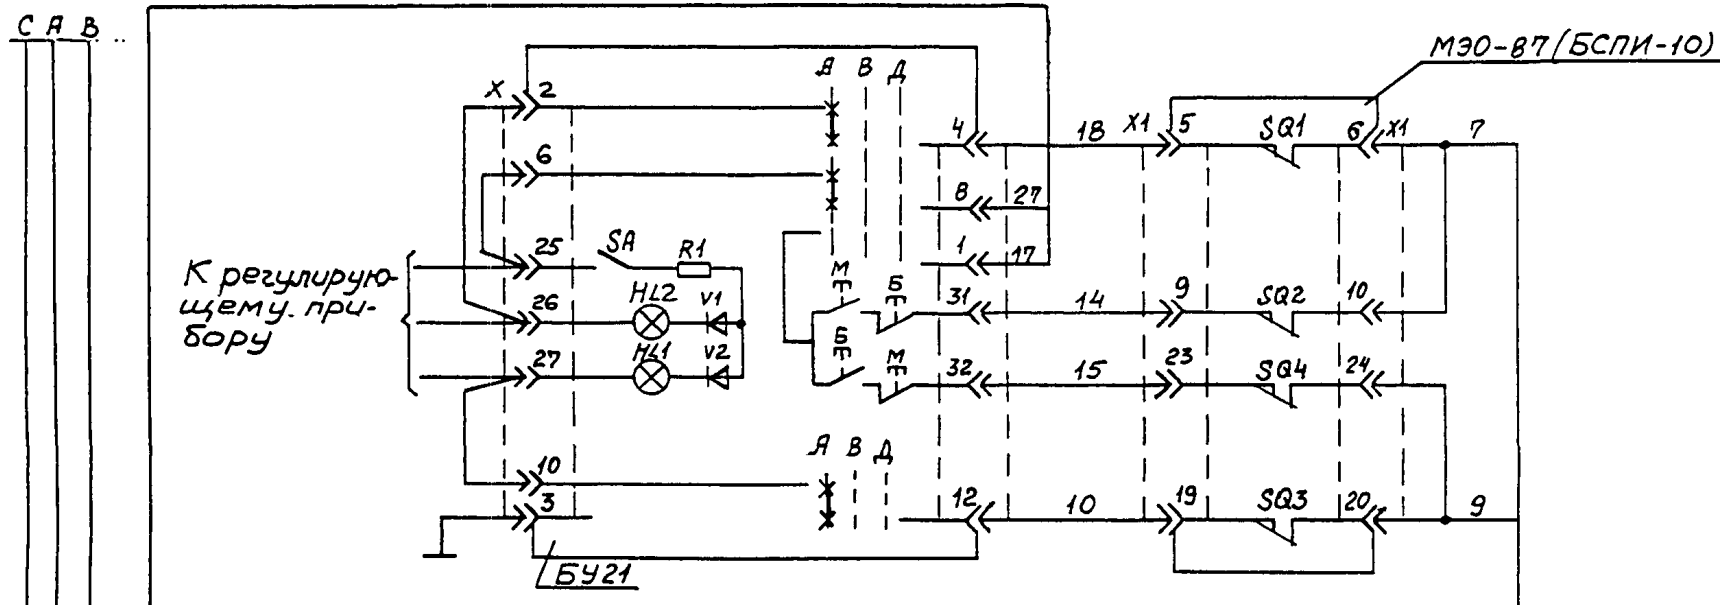 С А В
МЭО-87(БСПИ-10)
Х 2
Я В Д
4 18 Х1 5 SQ1 6 Х1 7
6
8 27
25 SA R1
1 17
К регулирую-
щему. при-
бору
26 HL2 V1
М Б 31 14 9 SQ2 10
27 HL1 V2
Б М 32 15 23 SQ4 24
Я В Д
10
3
12 10 19 SQ3 20 9
БУ21